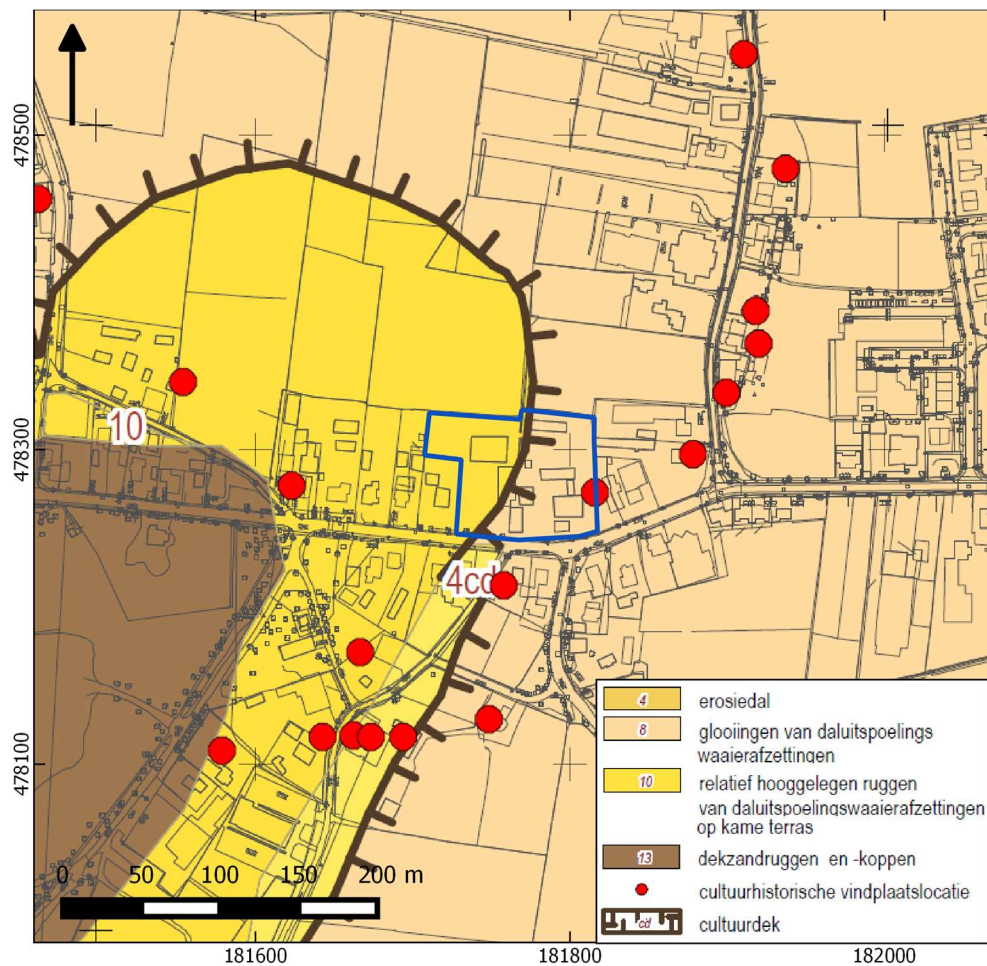 478500
478300
478100
10
4cd
0 50 100 150 200 m
181600 181800 182000
4 erosiedal
8 glooiingen van daluitspoelings
waaierafzettingen
10 relatief hooggelegen ruggen
van daluitspoelingswaaierafzettingen
op kame terras
13 dekzandruggen en -koppen
cultuurhistorische vindplaatslocatie
cd cultuurdek